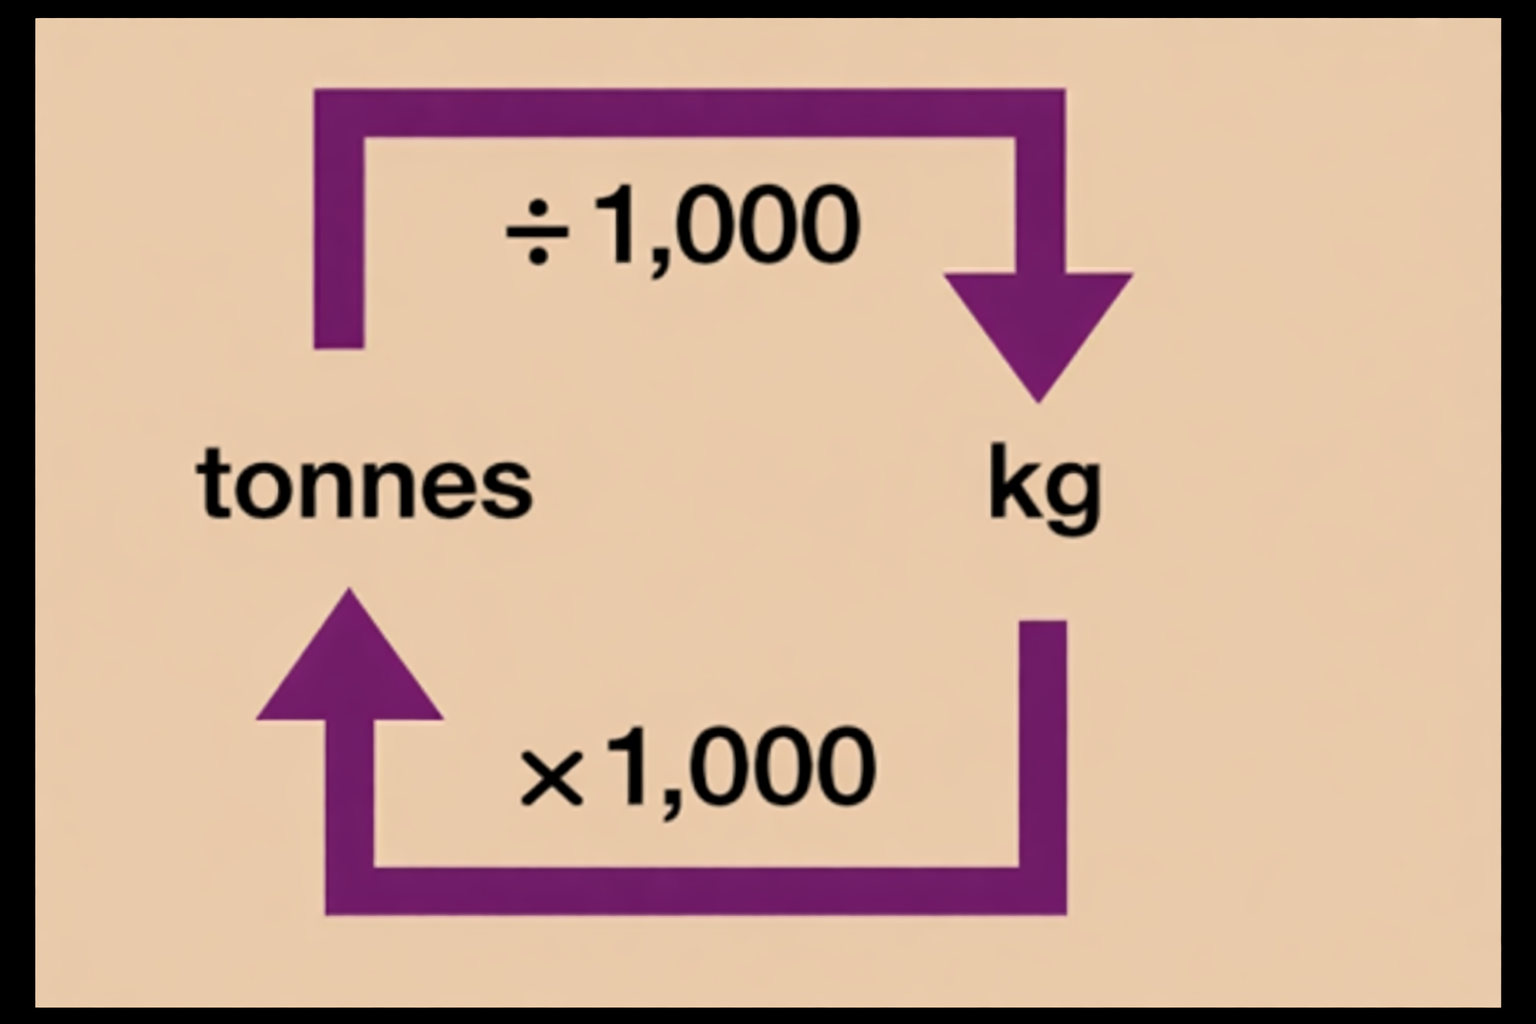 ÷ 1,000
tonnes kg
× 1,000